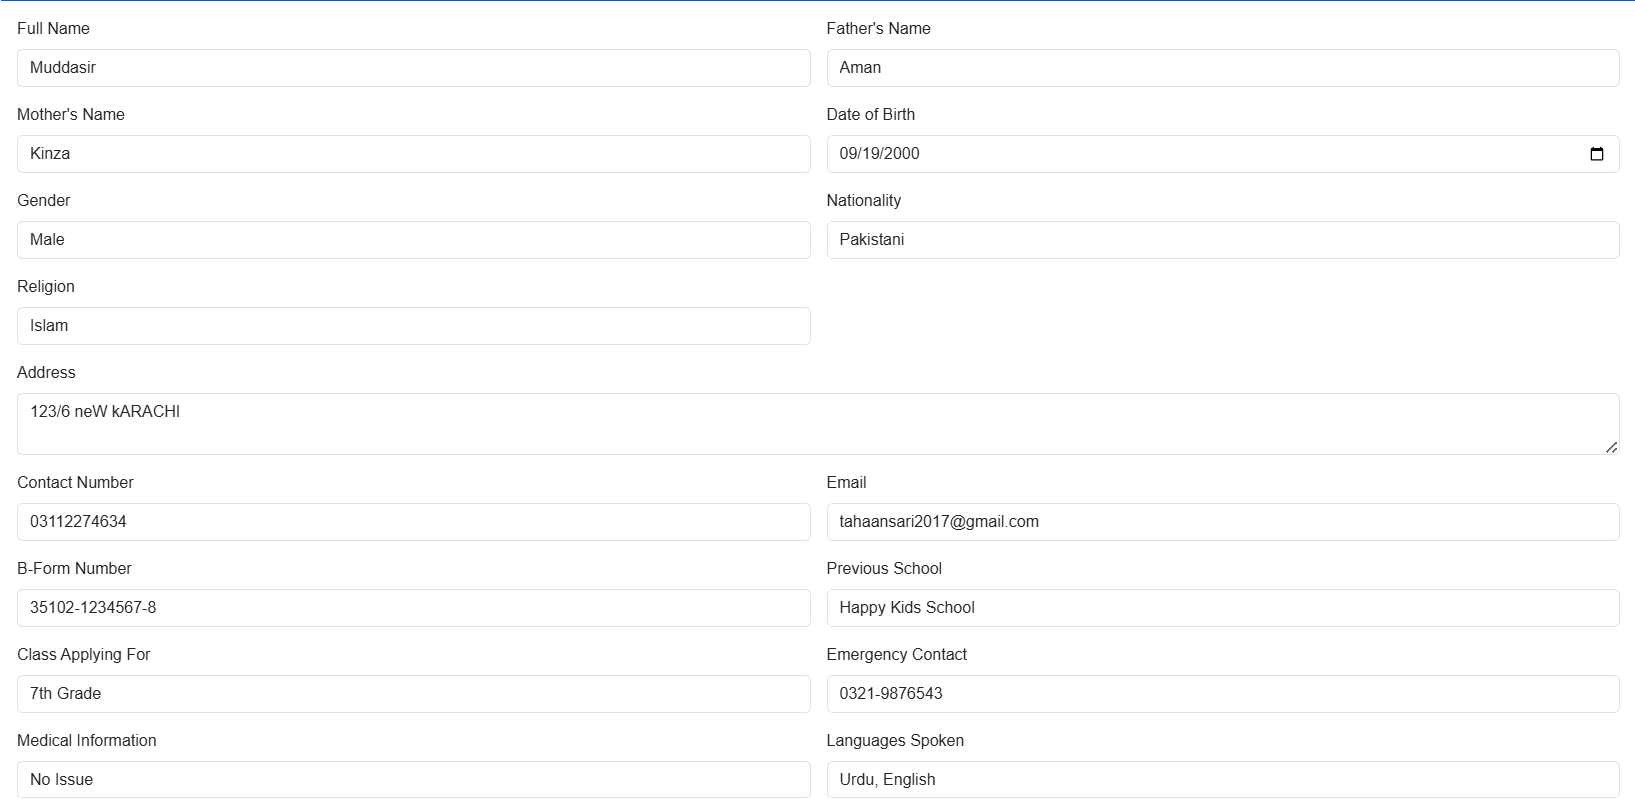 Full Name
Father's Name
Muddasir
Aman
Mother's Name
Date of Birth
Kinza
09/19/2000
Gender
Nationality
Male
Pakistani
Religion
Islam
Address
123/6 neW kARACHI
Contact Number
Email
03112274634
tahaansari2017@gmail.com
B-Form Number
Previous School
35102-1234567-8
Happy Kids School
Class Applying For
Emergency Contact
7th Grade
0321-9876543
Medical Information
Languages Spoken
No Issue
Urdu, English